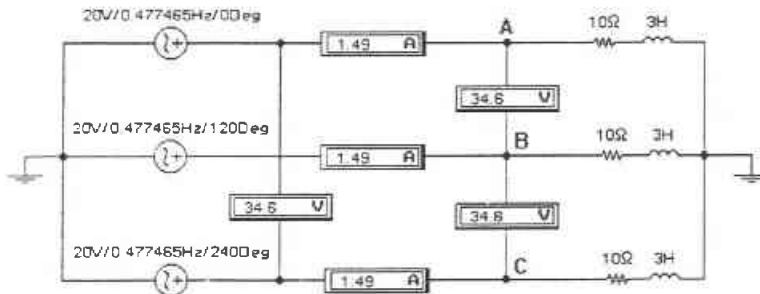 20V/0.477465Hz/0Deg
10Ω 3H
A
1.49 A
34.6 V
20V/0.477465Hz/120Deg
10Ω 3H
B
1.49 A
34.6 V
34.6 V
20V/0.477465Hz/240Deg
10Ω 3H
C
1.49 A